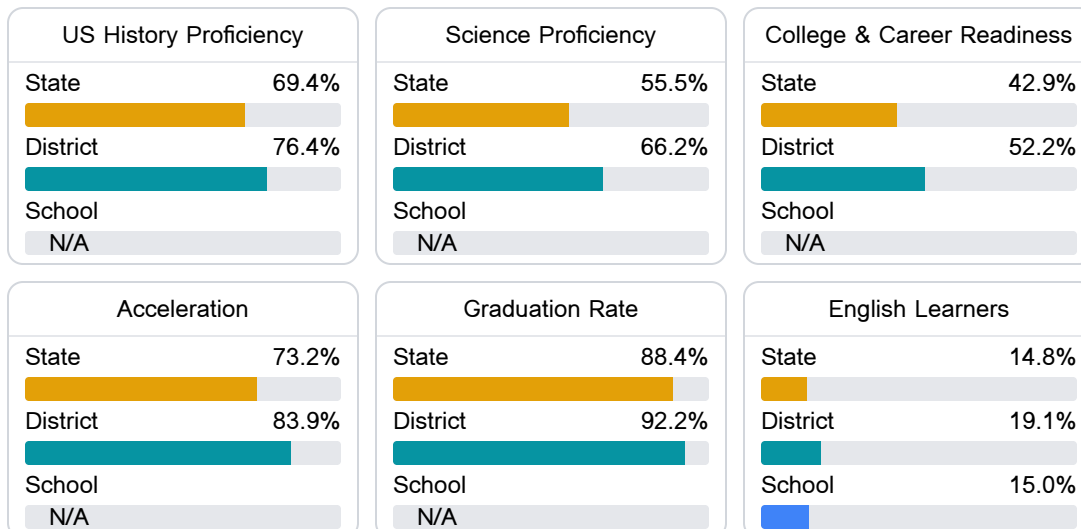 US History Proficiency
State 69.4%
District 76.4%
School
N/A
Science Proficiency
State 55.5%
District 66.2%
School
N/A
College & Career Readiness
State 42.9%
District 52.2%
School
N/A
Acceleration
State 73.2%
District 83.9%
School
N/A
Graduation Rate
State 88.4%
District 92.2%
School
N/A
English Learners
State 14.8%
District 19.1%
School 15.0%